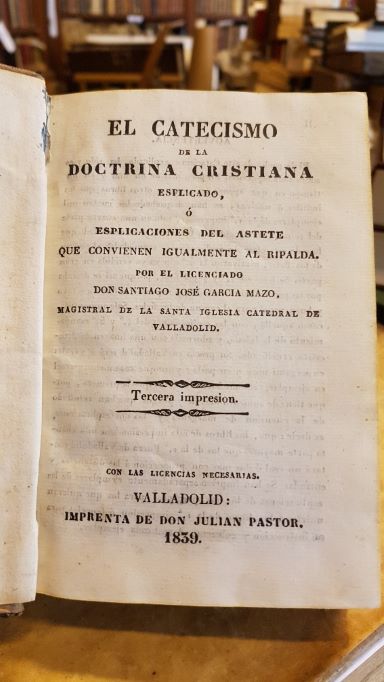 EL CATECISMO
DE LA
DOCTRINA CRISTIANA
ESPLICADO,
Ó
ESPLICACIONES DEL ASTETE
QUE CONVIENEN IGUALMENTE AL RIPALDA.
POR EL LICENCIADO
DON SANTIAGO JOSÉ GARCIA MAZO,
MAGISTRAL DE LA SANTA IGLESIA CATEDRAL DE
VALLADOLID.
Tercera impresion.
CON LAS LICENCIAS NECESARIAS.
VALLADOLID:
IMPRENTA DE DON JULIAN PASTOR.
1839.